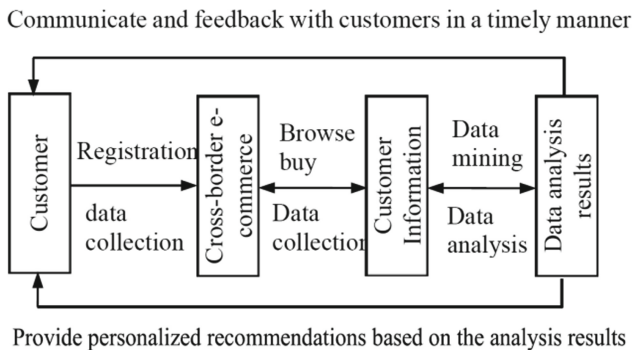 Communicate and feedback with customers in a timely manner
Customer
Registration
data
collection
Cross-border e-
commerce
Browse
buy
Data
collection
Customer
Information
Data
mining
Data
analysis
Data analysis
results
Provide personalized recommendations based on the analysis results